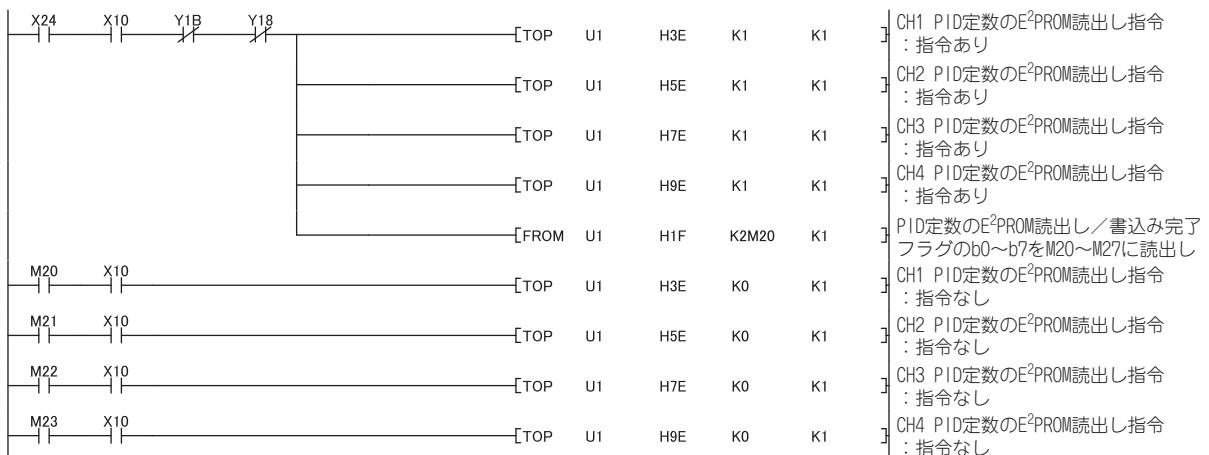 X24 X10 Y1B Y18
[TOP U1 H3E K1 K1 ] CH1 PID定数のE²PROM読出し指令
：指令あり
[TOP U1 H5E K1 K1 ] CH2 PID定数のE²PROM読出し指令
：指令あり
[TOP U1 H7E K1 K1 ] CH3 PID定数のE²PROM読出し指令
：指令あり
[TOP U1 H9E K1 K1 ] CH4 PID定数のE²PROM読出し指令
：指令あり
[FROM U1 H1F K2M20 K1 ] PID定数のE²PROM読出し／書込み完了
フラグのb0～b7をM20～M27に読出し
M20 X10
[TOP U1 H3E K0 K1 ] CH1 PID定数のE²PROM読出し指令
：指令なし
M21 X10
[TOP U1 H5E K0 K1 ] CH2 PID定数のE²PROM読出し指令
：指令なし
M22 X10
[TOP U1 H7E K0 K1 ] CH3 PID定数のE²PROM読出し指令
：指令なし
M23 X10
[TOP U1 H9E K0 K1 ] CH4 PID定数のE²PROM読出し指令
：指令なし